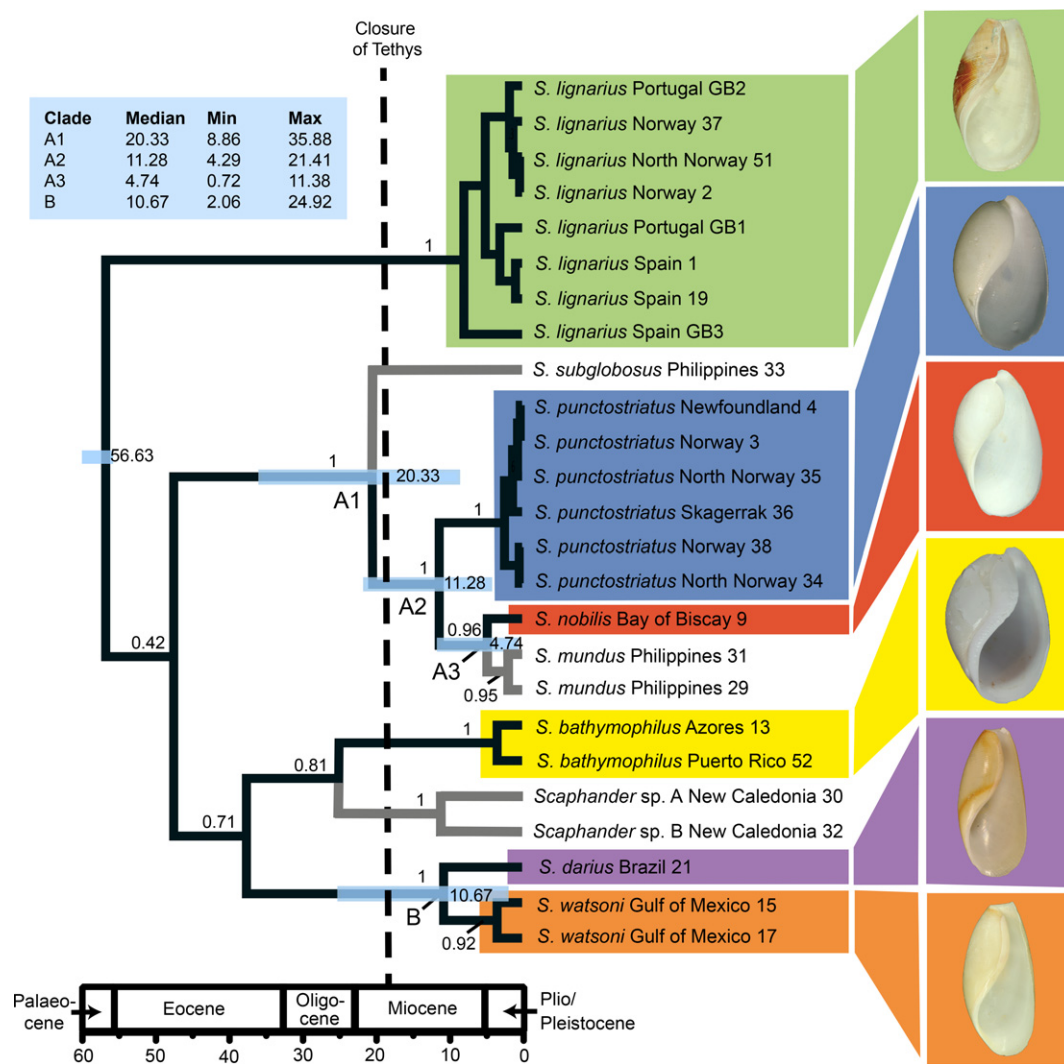 Closure
of Tethys
Clade Median Min Max
A1 20.33 8.86 35.88
A2 11.28 4.29 21.41
A3 4.74 0.72 11.38
B 10.67 2.06 24.92
S. lignarius Portugal GB2
S. lignarius Norway 37
S. lignarius North Norway 51
S. lignarius Norway 2
S. lignarius Portugal GB1
1
S. lignarius Spain 1
S. lignarius Spain 19
S. lignarius Spain GB3
S. subglobosus Philippines 33
S. punctostriatus Newfoundland 4
S. punctostriatus Norway 3
56.63
1
20.33
S. punctostriatus North Norway 35
A1
1
S. punctostriatus Skagerrak 36
S. punctostriatus Norway 38
1
11.28
S. punctostriatus North Norway 34
A2
S. nobilis Bay of Biscay 9
0.96
4.74
0.42
A3
S. mundus Philippines 31
0.95
S. mundus Philippines 29
1
S. bathymophilus Azores 13
S. bathymophilus Puerto Rico 52
0.81
1
Scaphander sp. A New Caledonia 30
0.71
Scaphander sp. B New Caledonia 32
S. darius Brazil 21
1
10.67
B
S. watsoni Gulf of Mexico 15
0.92
S. watsoni Gulf of Mexico 17
Palaeo-
cene
Eocene
Oligo-
cene
Miocene
Plio/
Pleistocene
60 50 40 30 20 10 0